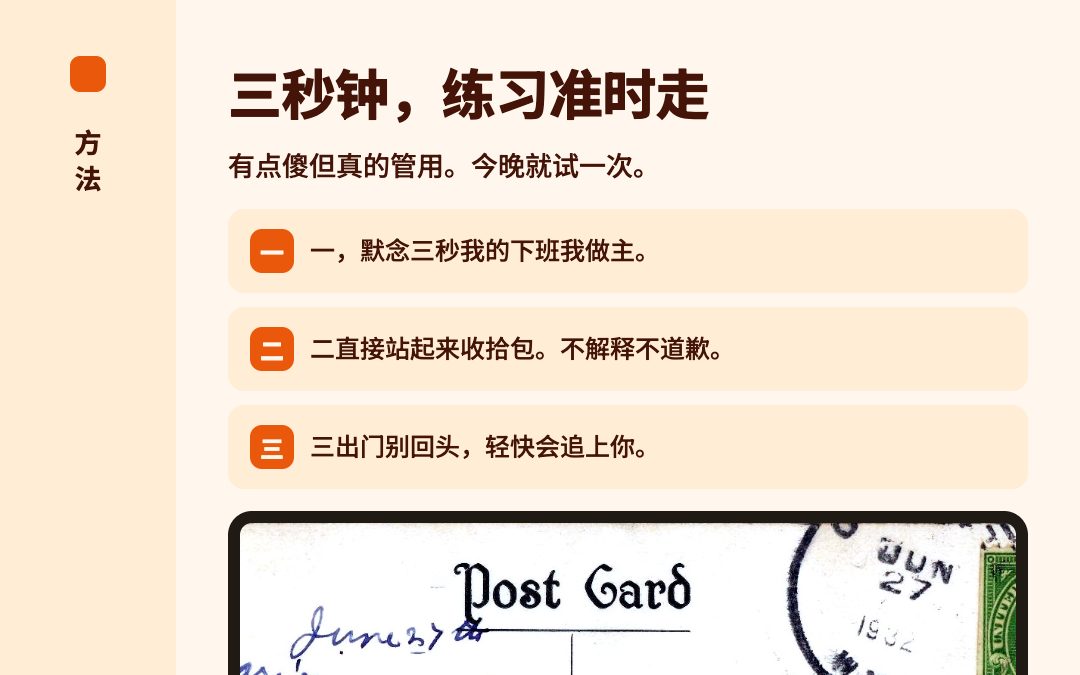 方
法
三秒钟，练习准时走
有点傻但真的管用。今晚就试一次。
一
一，默念三秒我的下班我做主。
二
二直接站起来收拾包。不解释不道歉。
三
三出门别回头，轻快会追上你。
Post Card
JUN
27
1932
June 27th